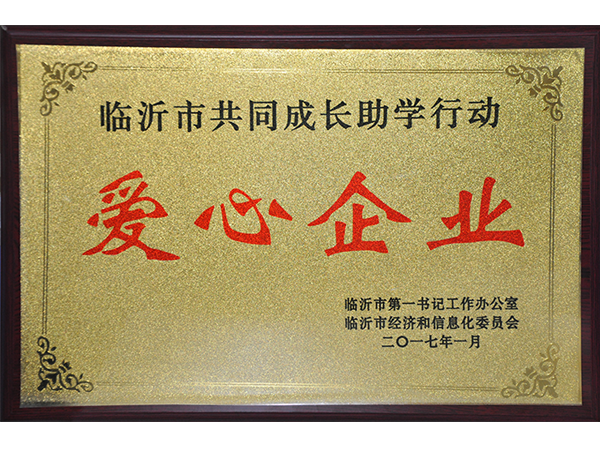 临沂市共同成长助学行动
爱心企业
临沂市第一书记工作办公室
临沂市经济和信息化委员会
二〇一七年一月